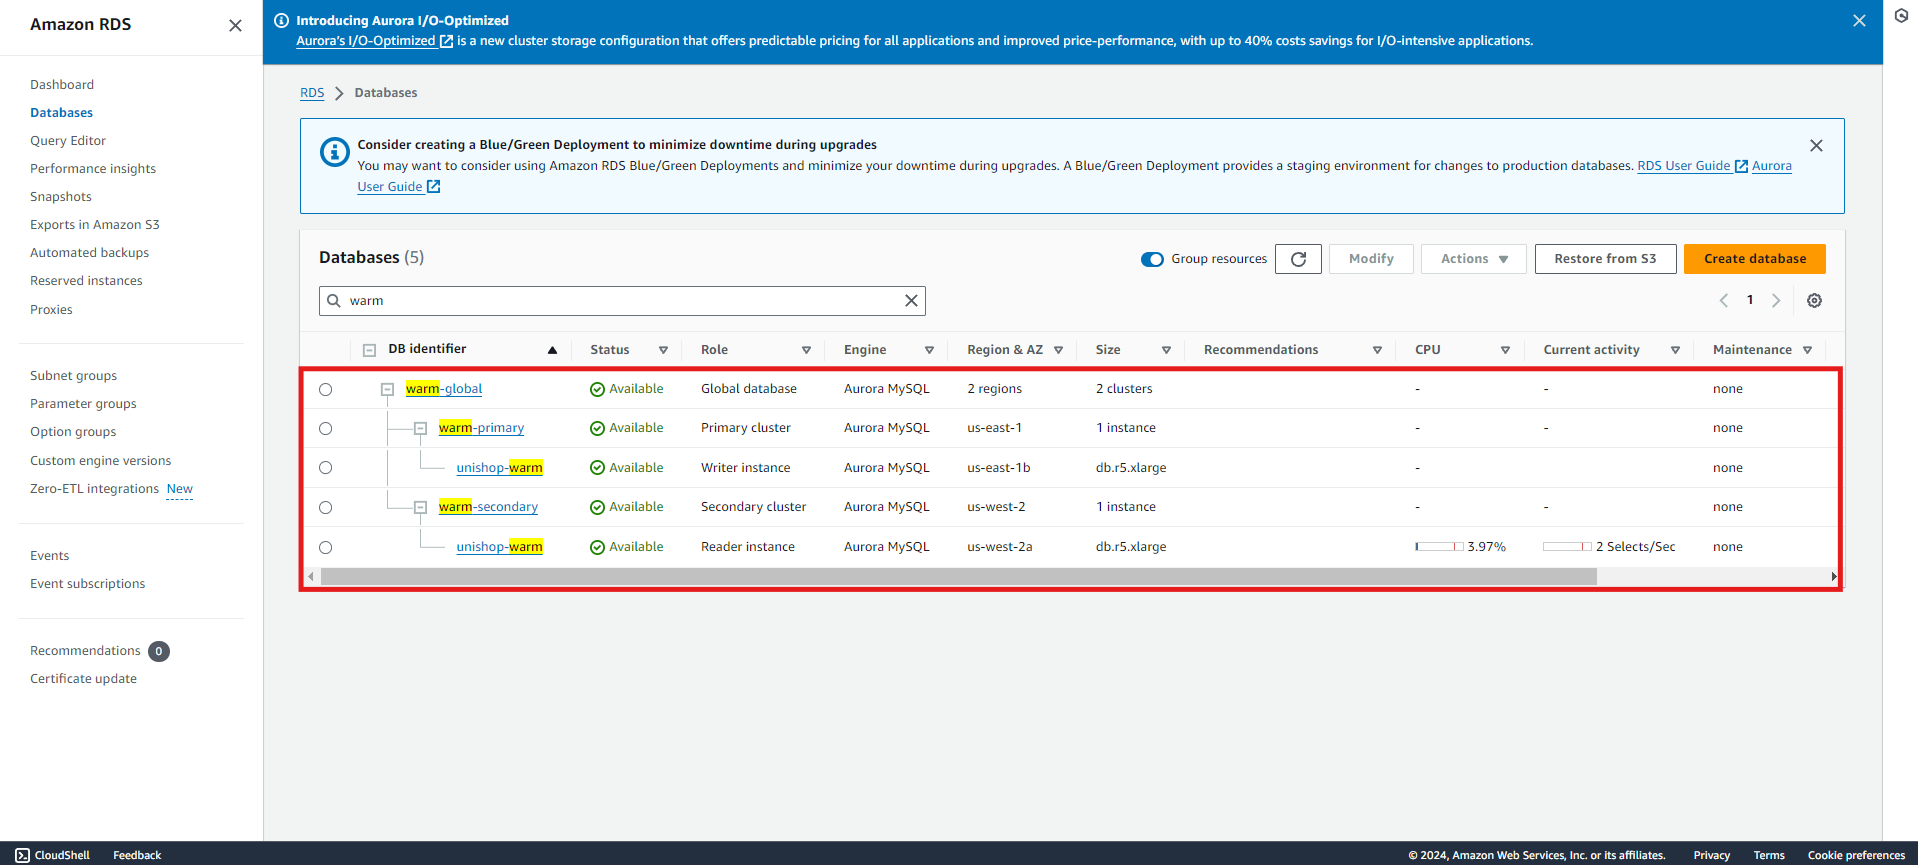 Amazon RDS
Dashboard
Databases
Query Editor
Performance insights
Snapshots
Exports in Amazon S3
Automated backups
Reserved instances
Proxies
Subnet groups
Parameter groups
Option groups
Custom engine versions
Zero-ETL integrations New
Events
Event subscriptions
Recommendations 0
Certificate update
Introducing Aurora I/O-Optimized
Aurora's I/O-Optimized is a new cluster storage configuration that offers predictable pricing for all applications and improved price-performance, with up to 40% costs savings for I/O-intensive applications.
RDS Databases
Consider creating a Blue/Green Deployment to minimize downtime during upgrades
You may want to consider using Amazon RDS Blue/Green Deployments and minimize your downtime during upgrades. A Blue/Green Deployment provides a staging environment for changes to production databases. RDS User Guide Aurora
User Guide
Databases (5) Group resources Modify Actions Restore from S3 Create database
warm 1
DB identifier Status Role Engine Region & AZ Size Recommendations CPU Current activity Maintenance
warm-global Available Global database Aurora MySQL 2 regions 2 clusters - - none
warm-primary Available Primary cluster Aurora MySQL us-east-1 1 instance - - none
unishop-warm Available Writer instance Aurora MySQL us-east-1b db.r5.xlarge - none
warm-secondary Available Secondary cluster Aurora MySQL us-west-2 1 instance - - none
unishop-warm Available Reader instance Aurora MySQL us-west-2a db.r5.xlarge 3.97% 2 Selects/Sec none
CloudShell Feedback © 2024, Amazon Web Services, Inc. or its affiliates. Privacy Terms Cookie preferences